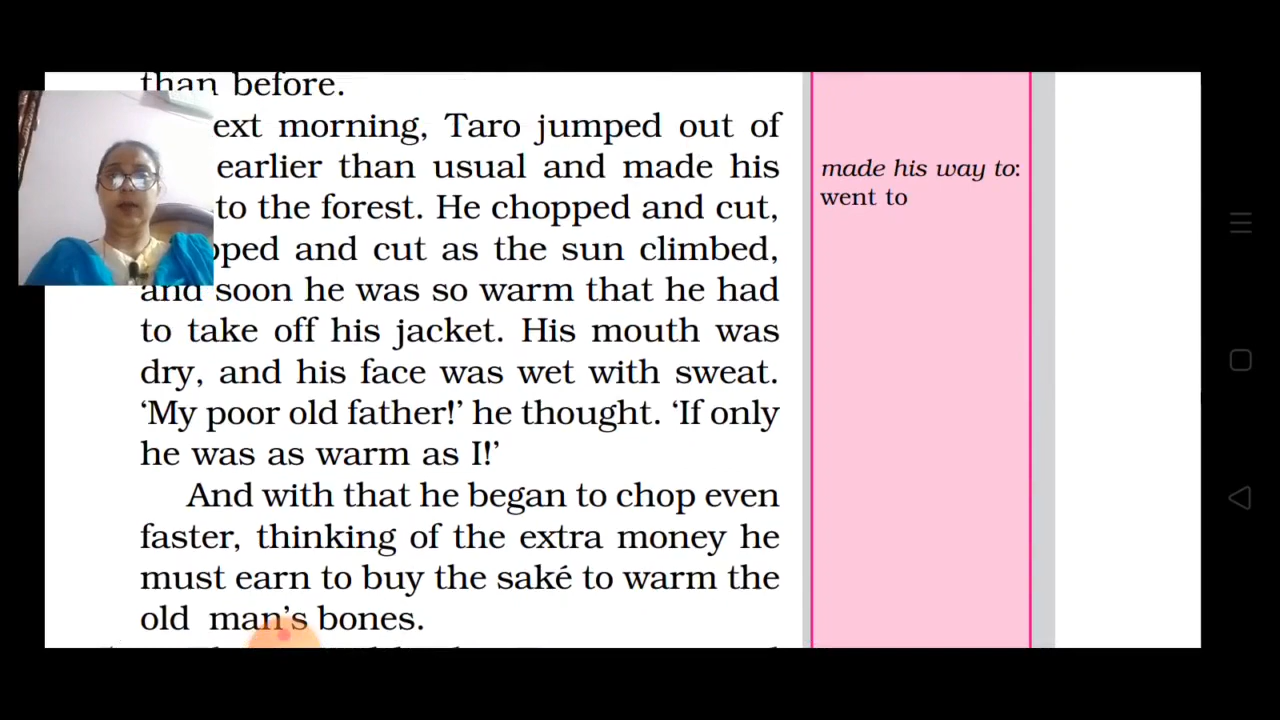 than before.
ext morning, Taro jumped out of
earlier than usual and made his
to the forest. He chopped and cut,
pped and cut as the sun climbed,
and soon he was so warm that he had
to take off his jacket. His mouth was
dry, and his face was wet with sweat.
‘My poor old father!’ he thought. ‘If only
he was as warm as I!’
And with that he began to chop even
faster, thinking of the extra money he
must earn to buy the saké to warm the
old man’s bones.
made his way to:
went to